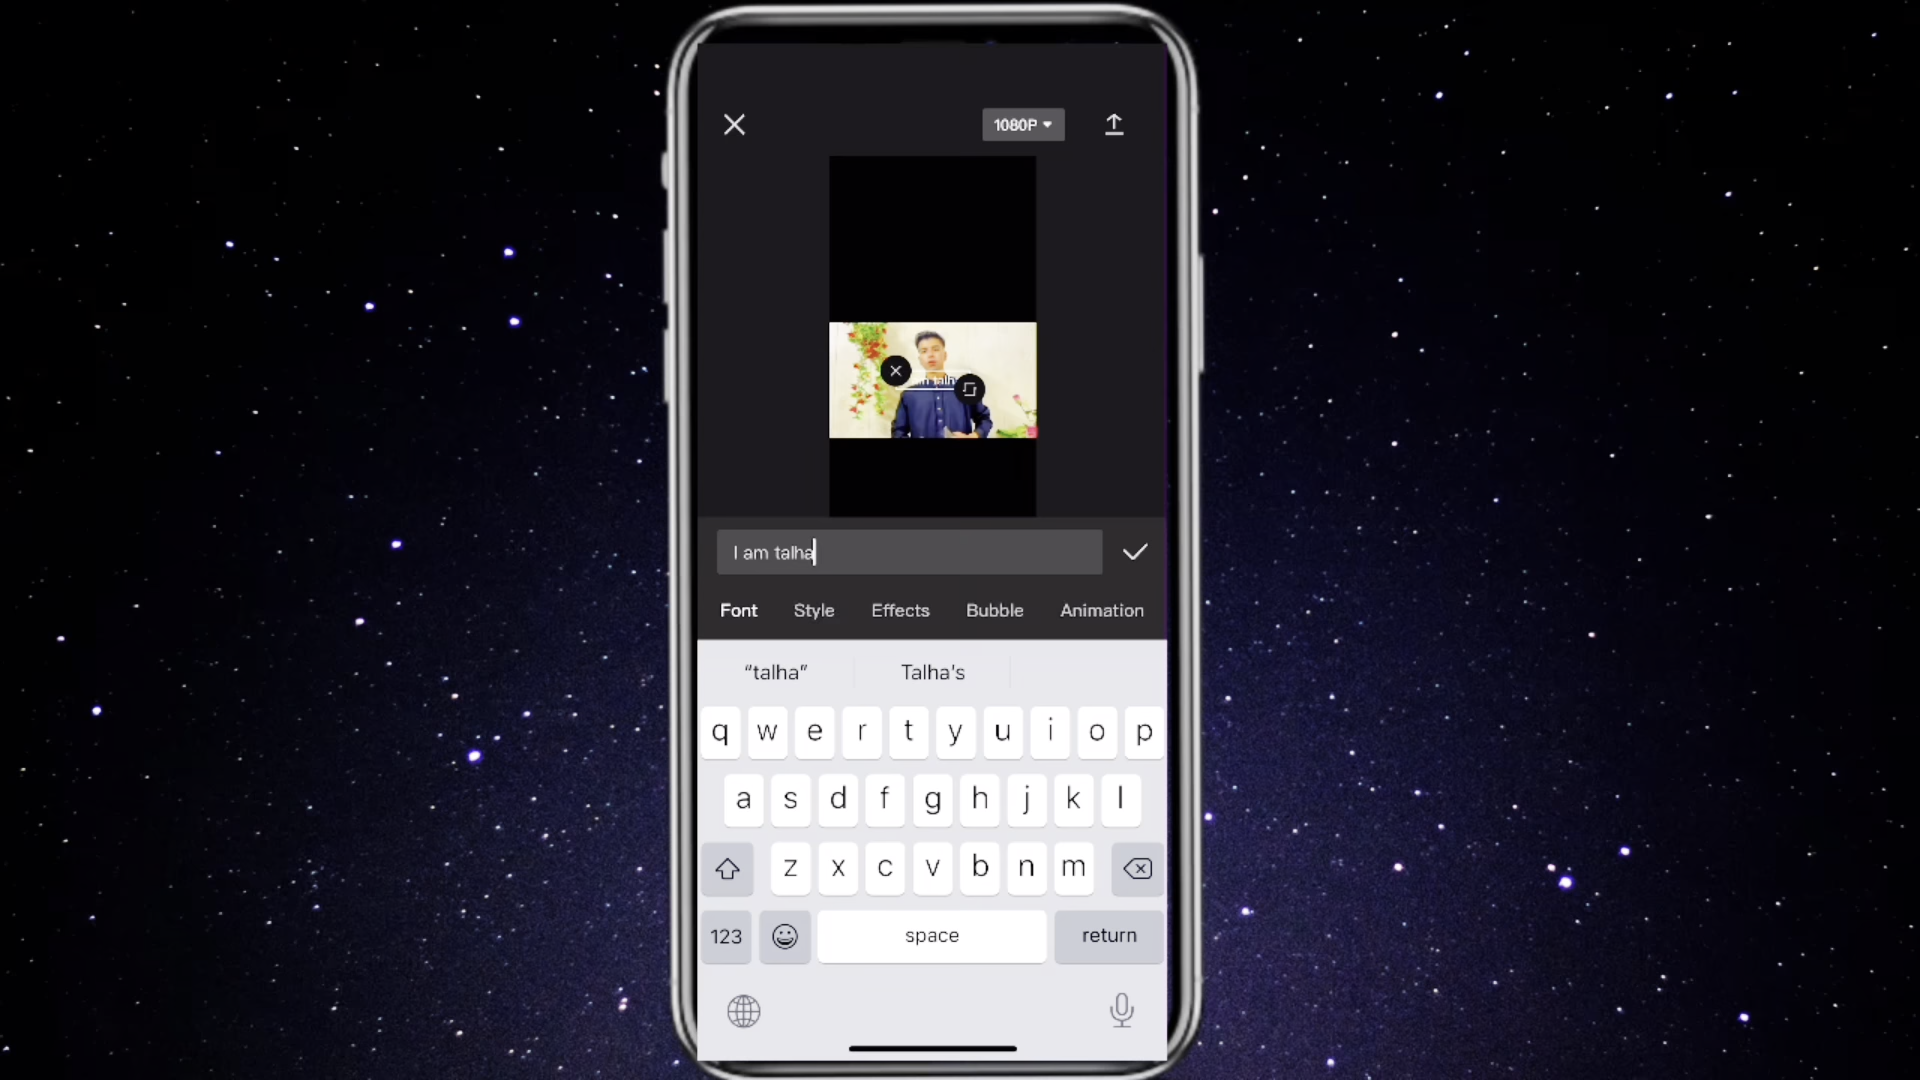 1080P
I am talha
Font Style Effects Bubble Animation
“talha” Talha's
q w e r t y u i o p
a s d f g h j k l
z x c v b n m
123 space return